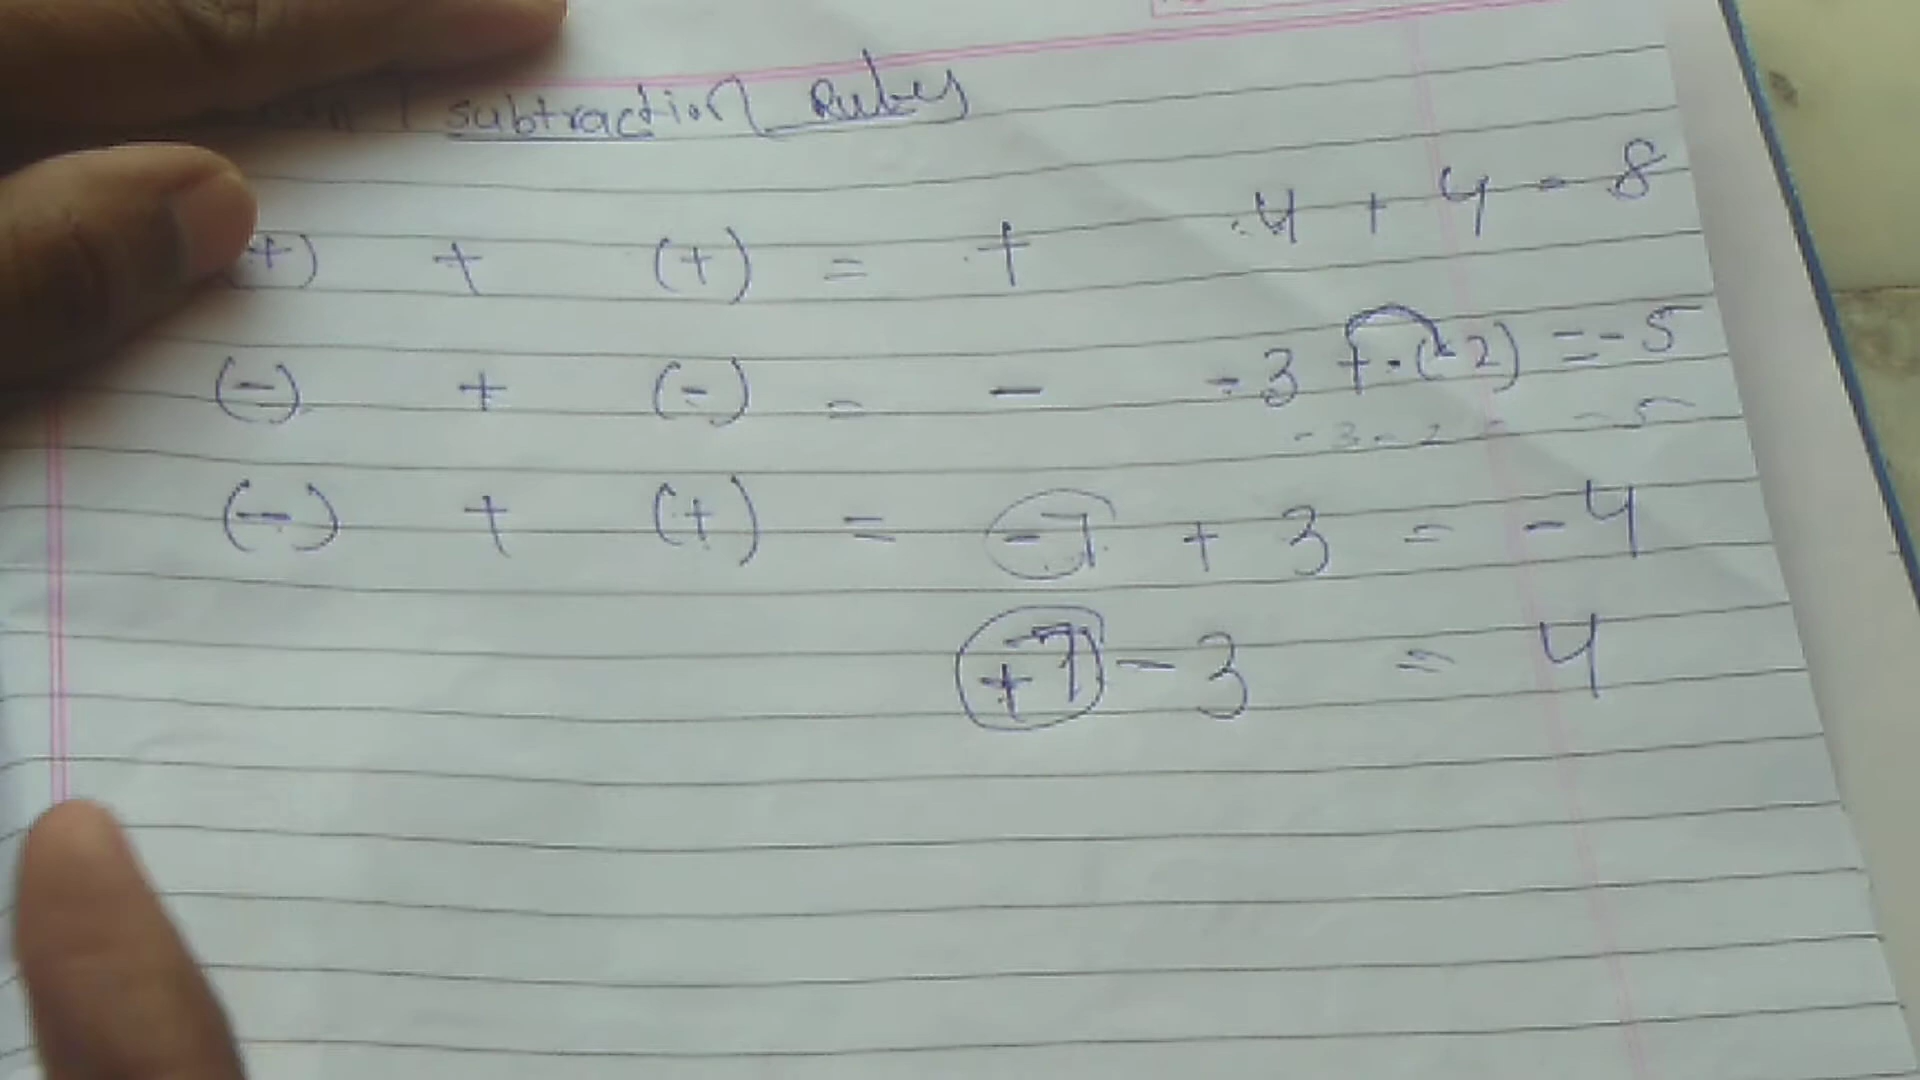 subtraction Rules
(+) + (+) = + 4 + 4 = 8
(-) + (-) = - -3 + (-2) = -5
-3 - 2 = -5
(-) + (+) = -7 + 3 = -4
+7 - 3 = 4